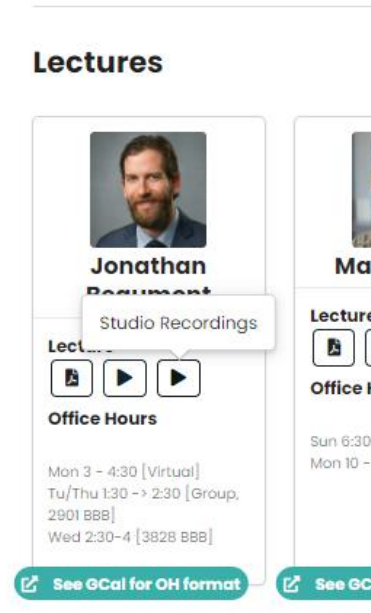 Lectures
Jonathan
Studio Recordings
Office Hours
Mon 3 - 4:30 [Virtual]
Tu/Thu 1:30 -> 2:30 [Group,
2901 BBB]
Wed 2:30-4 [3828 BBB]
See GCal for OH format
Ma
Lecture
Office H
Sun 6:30
Mon 10 -
See GC